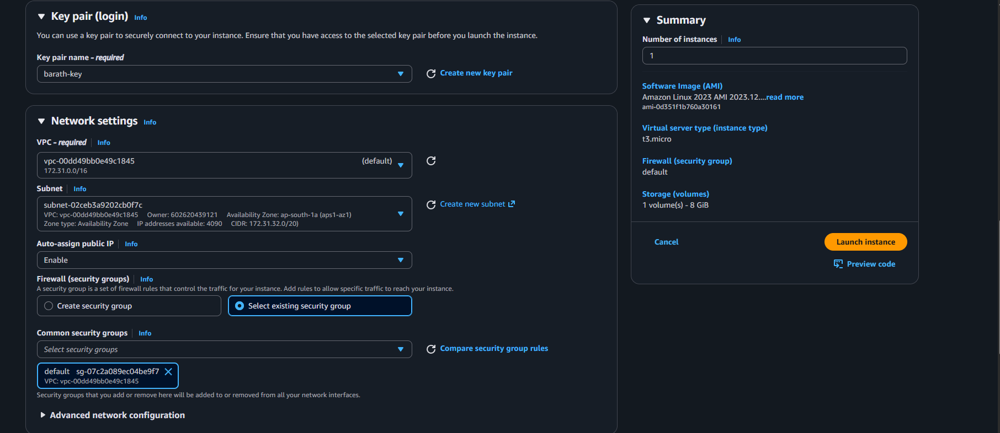 Key pair (login) Info
You can use a key pair to securely connect to your instance. Ensure that you have access to the selected key pair before you launch the instance.
Key pair name - required
barath-key
Create new key pair
Network settings Info
VPC - required Info
vpc-00dd49bb0e49c1845 (default)
172.31.0.0/16
Subnet Info
subnet-02ceb3a9202cb0f7c
VPC: vpc-00dd49bb0e49c1845 Owner: 602620439121 Availability Zone: ap-south-1a (aps1-az1)
Zone type: Availability Zone IP addresses available: 4090 CIDR: 172.31.32.0/20)
Create new subnet
Auto-assign public IP Info
Enable
Firewall (security groups) Info
A security group is a set of firewall rules that control the traffic for your instance. Add rules to allow specific traffic to reach your instance.
Create security group
Select existing security group
Common security groups Info
Select security groups
Compare security group rules
default sg-07c2a089ec04be9f7
VPC: vpc-00dd49bb0e49c1845
Security groups that you add or remove here will be added to or removed from all your network interfaces.
Advanced network configuration
Summary
Number of instances Info
1
Software Image (AMI)
Amazon Linux 2023 AMI 2023.12....read more
ami-0d351f1b760a30161
Virtual server type (instance type)
t3.micro
Firewall (security group)
default
Storage (volumes)
1 volume(s) - 8 GiB
Cancel
Launch instance
Preview code